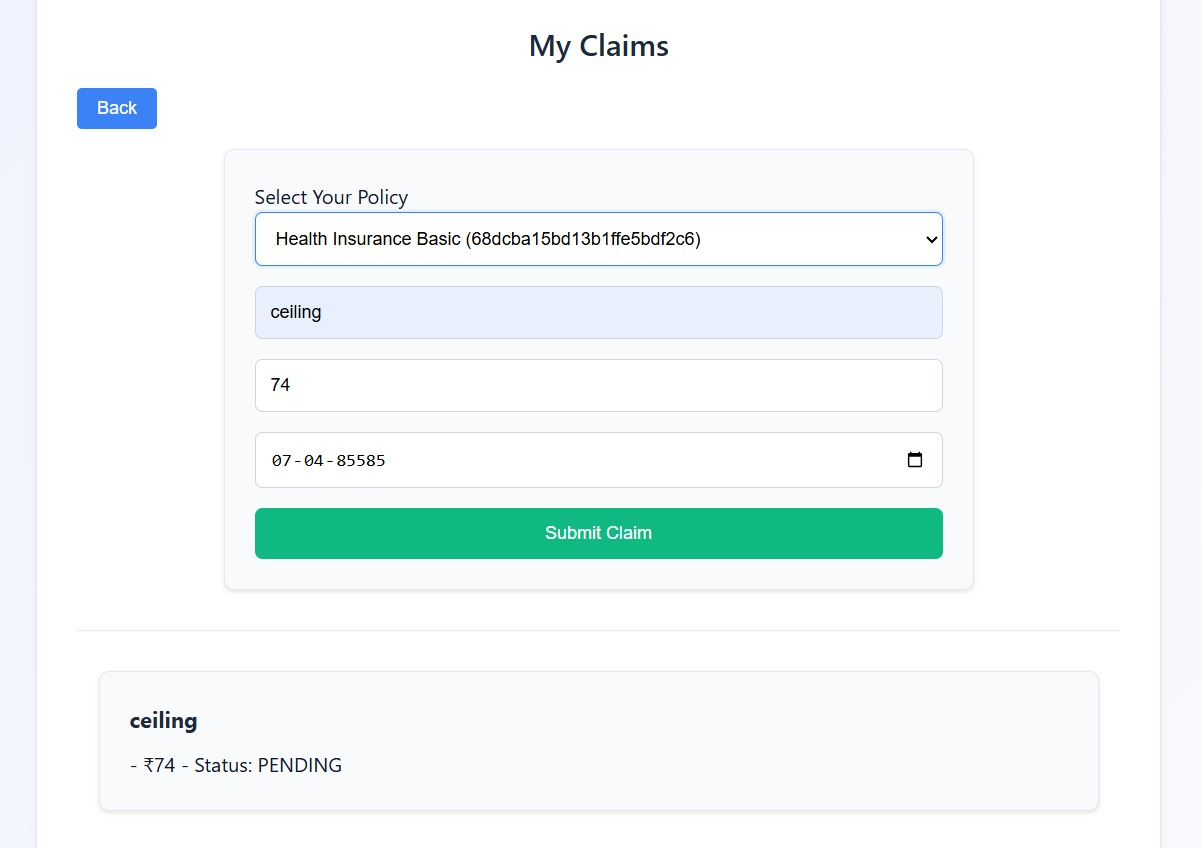 My Claims
Back
Select Your Policy
Health Insurance Basic (68dcba15bd13b1ffe5bdf2c6)
ceiling
74
07-04-85585
Submit Claim
ceiling
- ₹74 - Status: PENDING